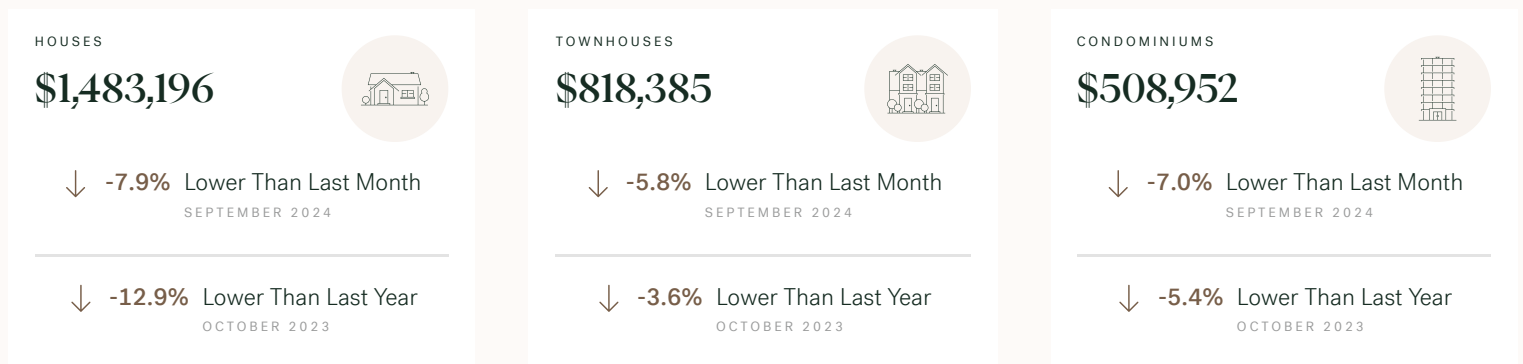 HOUSES
$1,483,196
-7.9% Lower Than Last Month
SEPTEMBER 2024
-12.9% Lower Than Last Year
OCTOBER 2023
TOWNHOUSES
$818,385
-5.8% Lower Than Last Month
SEPTEMBER 2024
-3.6% Lower Than Last Year
OCTOBER 2023
CONDOMINIUMS
$508,952
-7.0% Lower Than Last Month
SEPTEMBER 2024
-5.4% Lower Than Last Year
OCTOBER 2023